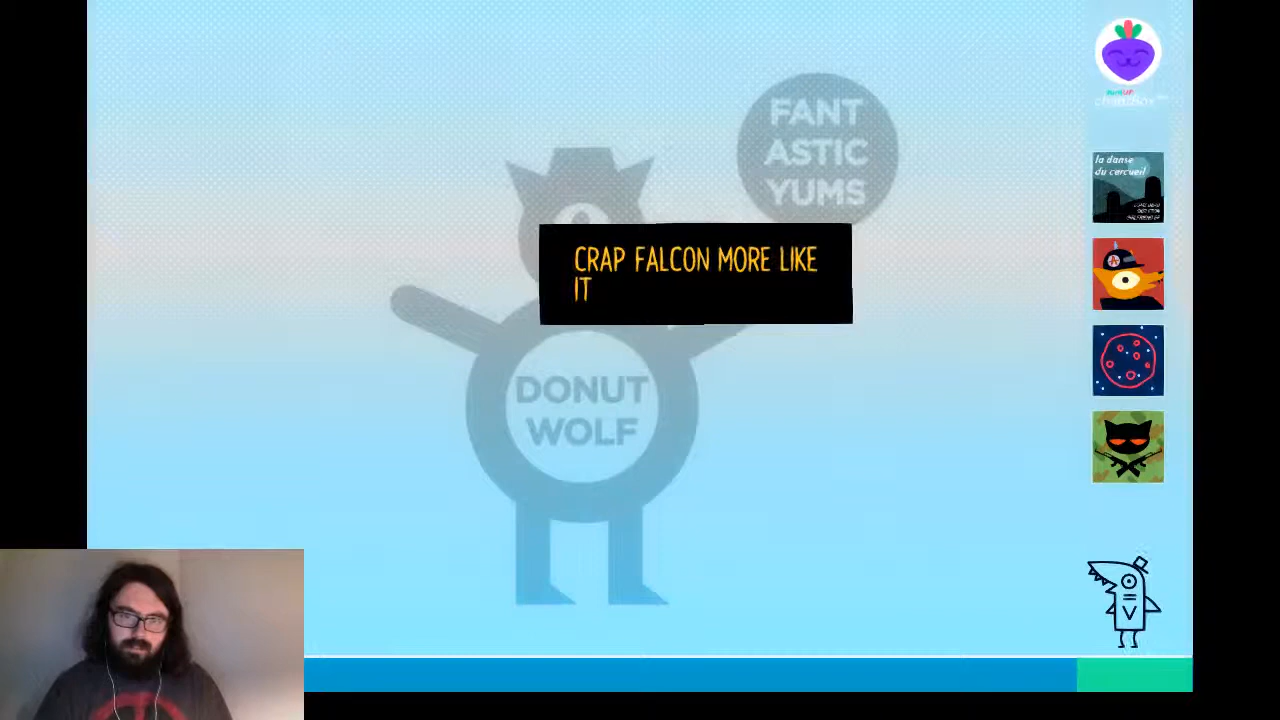 FANT
ASTIC
YUMS
CRAP FALCON MORE LIKE
IT
DONUT
WOLF
la danse
du cercueil